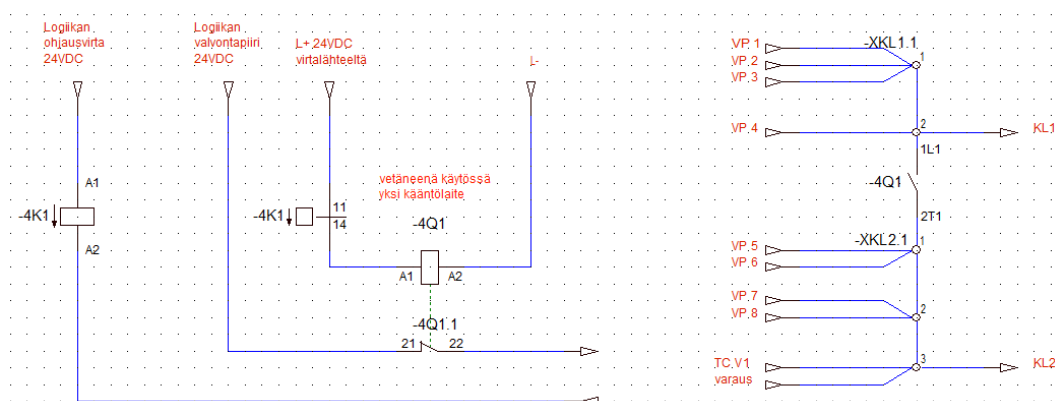 Logiikan
ohjausvirta
24VDC
Logiikan
valvontapiiri
24VDC
L+ 24VDC
virtalähteeltä
L-
A1
-4K1
A2
-4K1
11
14
vetäneenä käytössä
yksi kääntölaite
-4Q1
A1
A2
-4Q1.1
21
22
VP.1
VP.2
VP.3
-XKL1.1
1
VP.4
2
KL1
1L1
-4Q1
2T1
-XKL2.1
1
VP.5
VP.6
VP.7
VP.8
2
TC.V1
varaus
3
KL2